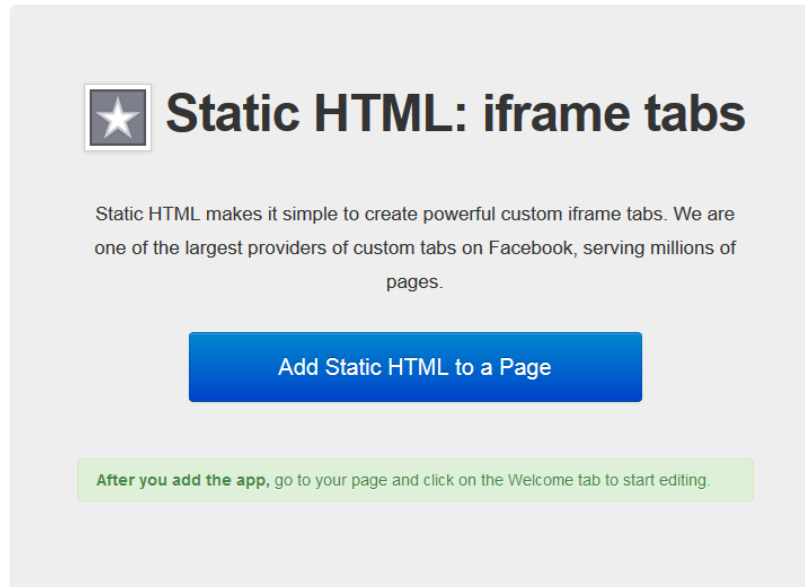 Static HTML: iframe tabs
Static HTML makes it simple to create powerful custom iframe tabs. We are
one of the largest providers of custom tabs on Facebook, serving millions of
pages.
Add Static HTML to a Page
After you add the app, go to your page and click on the Welcome tab to start editing.